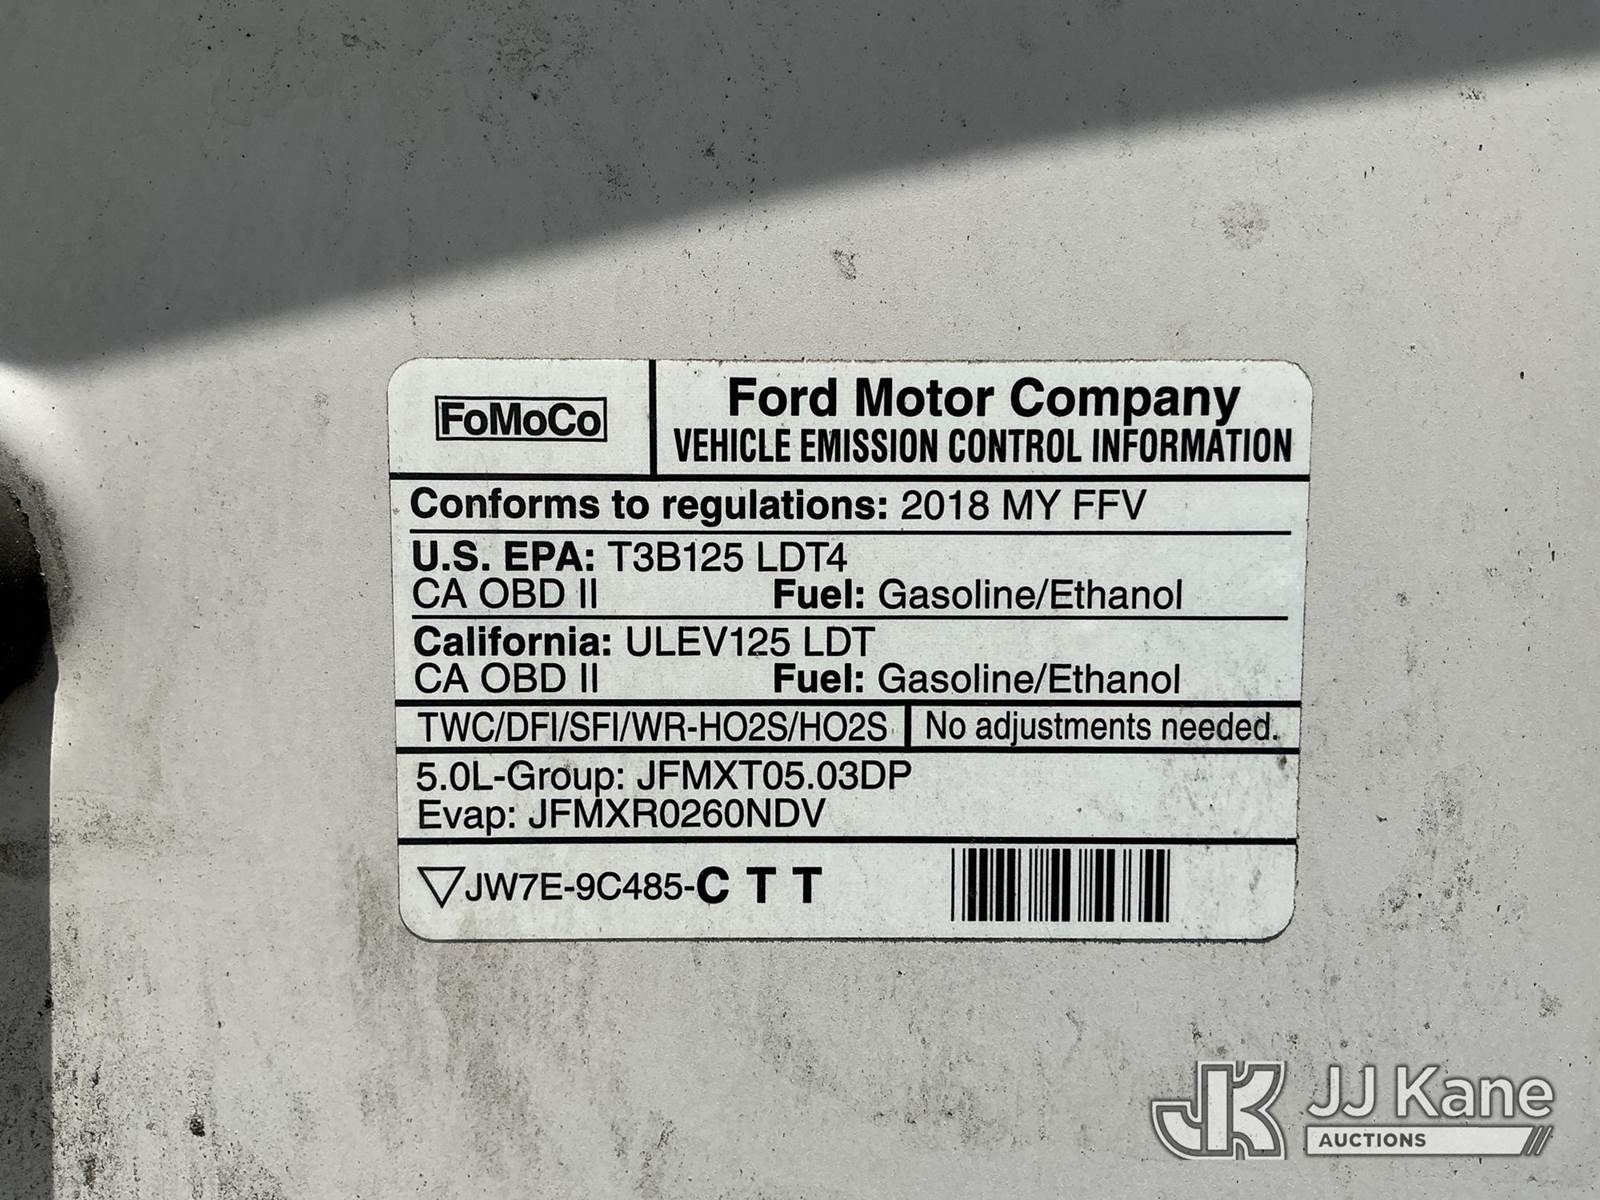 FoMoCo
Ford Motor Company
VEHICLE EMISSION CONTROL INFORMATION
Conforms to regulations: 2018 MY FFV
U.S. EPA: T3B125 LDT4
CA OBD II Fuel: Gasoline/Ethanol
California: ULEV125 LDT
CA OBD II Fuel: Gasoline/Ethanol
TWC/DFI/SFI/WR-HO2S/HO2S No adjustments needed.
5.0L-Group: JFMXT05.03DP
Evap: JFMXR0260NDV
JW7E-9C485-C T T
JK JJ Kane
AUCTIONS